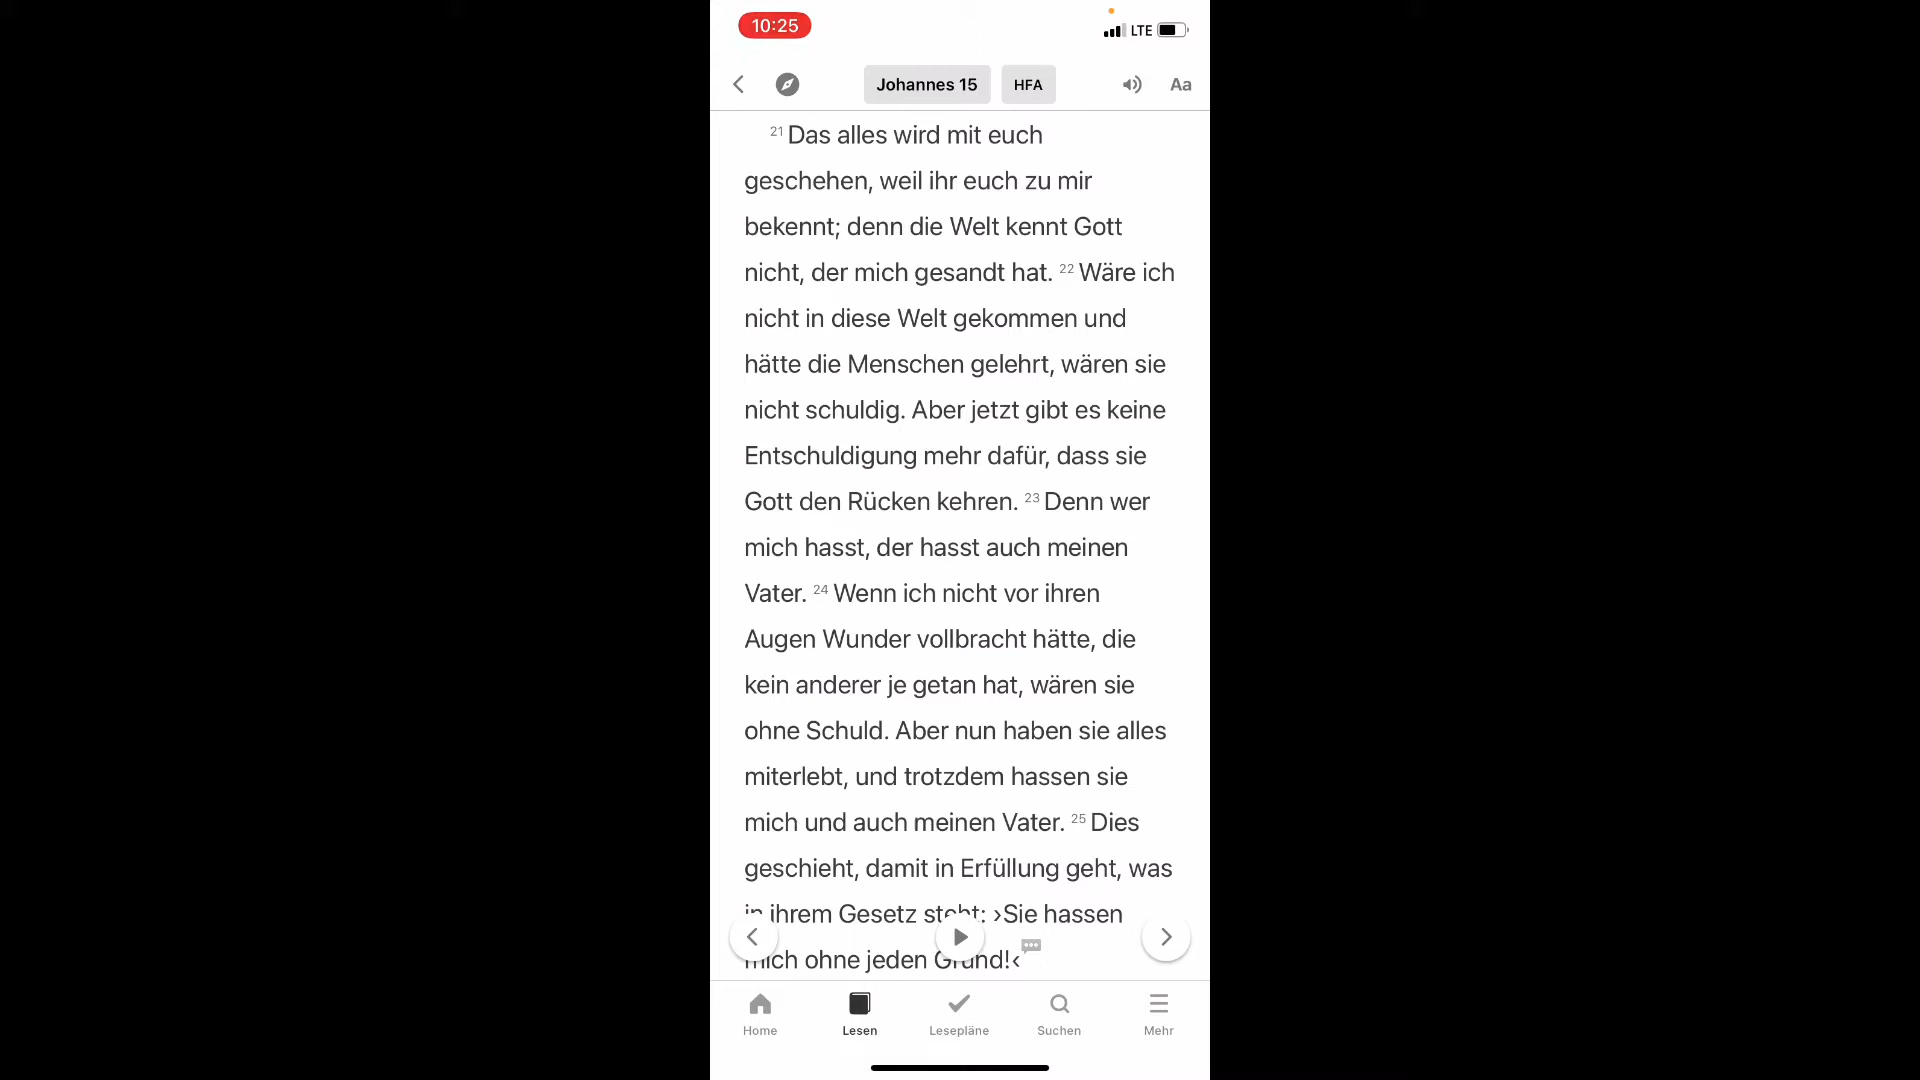 10:25
LTE
Johannes 15
HFA
Aa
21 Das alles wird mit euch
geschehen, weil ihr euch zu mir
bekennt; denn die Welt kennt Gott
nicht, der mich gesandt hat. 22 Wäre ich
nicht in diese Welt gekommen und
hätte die Menschen gelehrt, wären sie
nicht schuldig. Aber jetzt gibt es keine
Entschuldigung mehr dafür, dass sie
Gott den Rücken kehren. 23 Denn wer
mich hasst, der hasst auch meinen
Vater. 24 Wenn ich nicht vor ihren
Augen Wunder vollbracht hätte, die
kein anderer je getan hat, wären sie
ohne Schuld. Aber nun haben sie alles
miterlebt, und trotzdem hassen sie
mich und auch meinen Vater. 25 Dies
geschieht, damit in Erfüllung geht, was
in ihrem Gesetz steht: ›Sie hassen
mich ohne jeden Grund!‹
Home
Lesen
Lesepläne
Suchen
Mehr